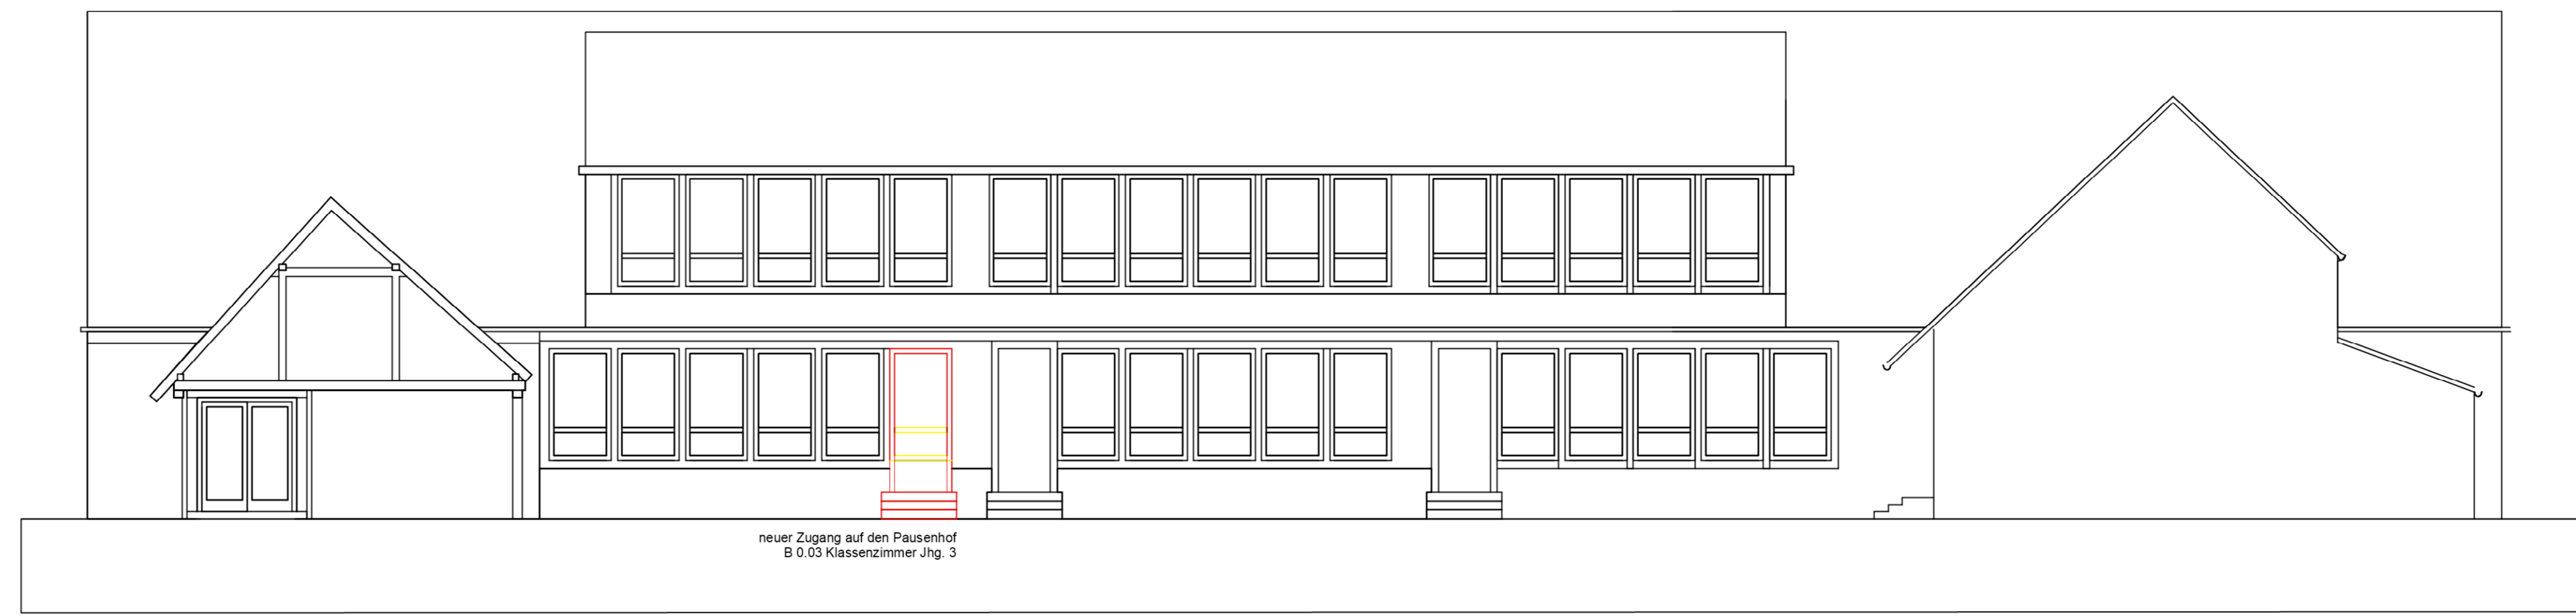 neuer Zugang auf den Pausenhof
B 0.03 Klassenzimmer Jhg. 3